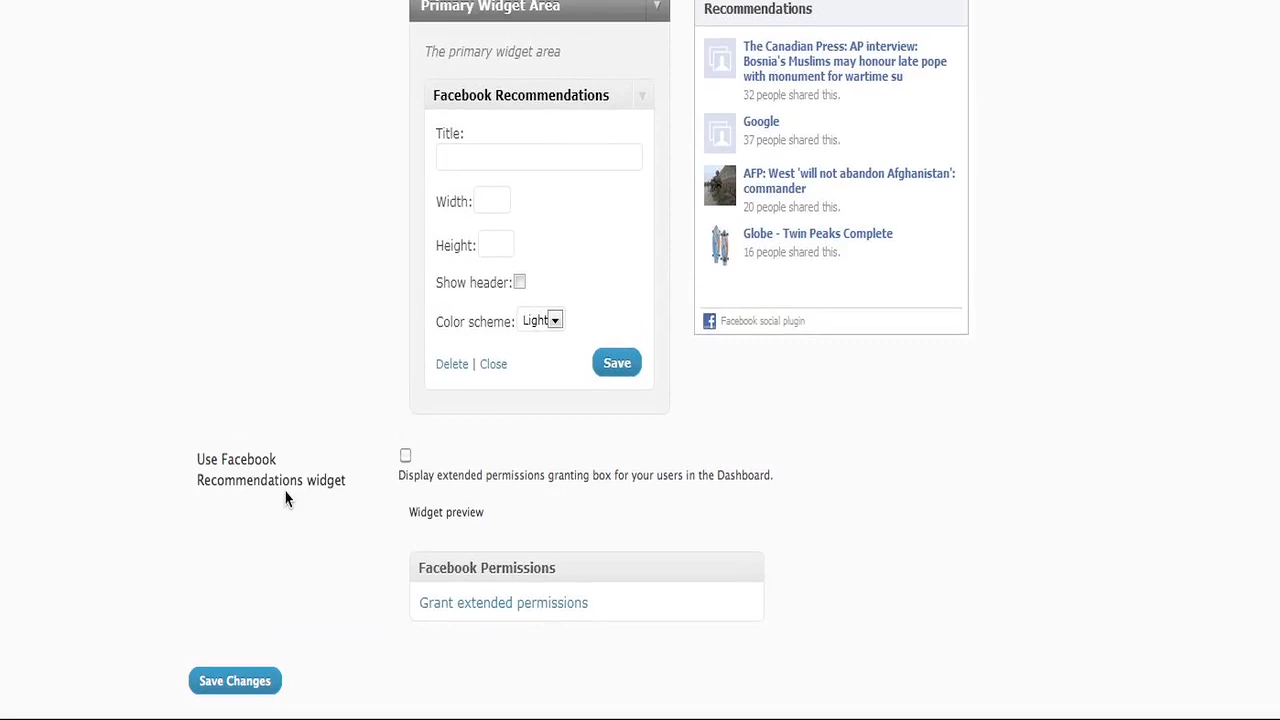 Primary Widget Area
The primary widget area
Facebook Recommendations
Title:
Width:
Height:
Show header:
Color scheme: Light
Delete | Close
Save
Recommendations
The Canadian Press: AP interview:
Bosnia's Muslims may honour late pope
with monument for wartime su
32 people shared this.
Google
37 people shared this.
AFP: West 'will not abandon Afghanistan':
commander
20 people shared this.
Globe - Twin Peaks Complete
16 people shared this.
Facebook social plugin
Use Facebook
Recommendations widget
Display extended permissions granting box for your users in the Dashboard.
Widget preview
Facebook Permissions
Grant extended permissions
Save Changes